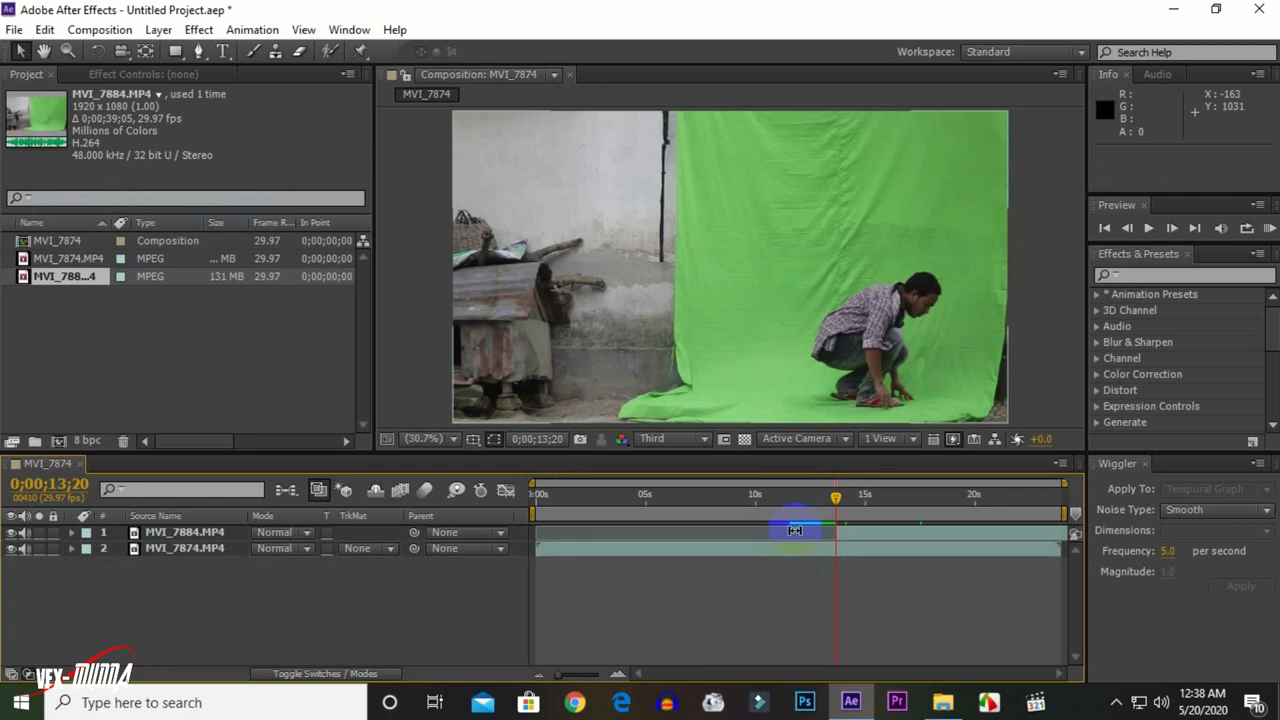 Adobe After Effects - Untitled Project.aep *
File Edit Composition Layer Effect Animation View Window Help
Workspace: Standard Search Help
Project Effect Controls: (none) Composition: MVI_7874 Info Audio
MVI_7884.MP4 , used 1 time
1920 x 1080 (1.00)
Δ 0;00;39;05, 29.97 fps
Millions of Colors
H.264
48.000 kHz / 32 bit U / Stereo
MVI_7874
R : X : -163
G : Y : 1031
B :
A : 0
Preview
Effects & Presets
Name Type Size Frame R... In Point
MVI_7874 Composition 29.97 0;00;00;00
MVI_7874.MP4 MPEG ... MB 29.97 0;00;00;00
MVI_788...4 MPEG 131 MB 29.97 0;00;00;00
* Animation Presets
3D Channel
Audio
Blur & Sharpen
Channel
Color Correction
Distort
Expression Controls
Generate
8 bpc
(30.7%) 0;00;13;20 Third Active Camera 1 View +0.0
MVI_7874
0;00;13;20
00410 (29.97 fps)
0:00s 05s 10s 15s 20s
# Source Name Mode T TrkMat Parent
1 MVI_7884.MP4 Normal None
2 MVI_7874.MP4 Normal None None
Toggle Switches / Modes
Wiggler
Apply To: Temporal Graph
Noise Type: Smooth
Dimensions:
Frequency: 5.0 per second
Magnitude: 1.0
Apply
VFX-MUM4
Type here to search
Ps Ae Pr 321
12:38 AM
5/20/2020
10